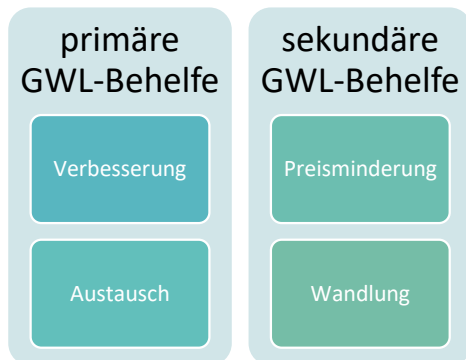 primäre
GWL-Behelfe
Verbesserung
Austausch
sekundäre
GWL-Behelfe
Preisminderung
Wandlung